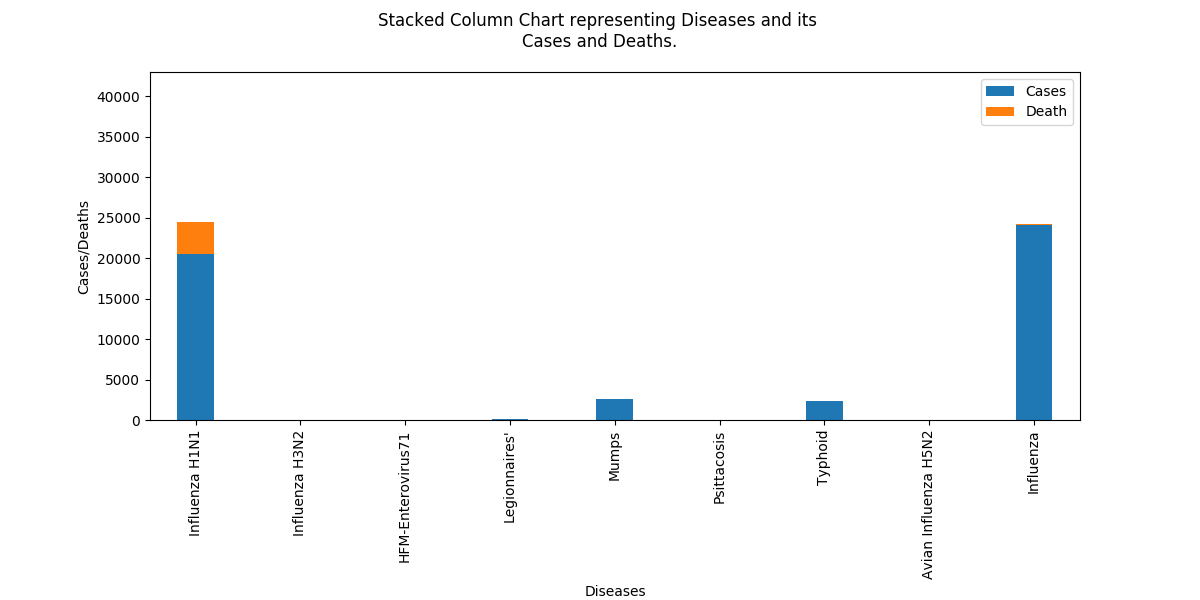 Stacked Column Chart representing Diseases and its
Cases and Deaths.
Cases
Death
40000
35000
30000
25000
20000
15000
10000
5000
0
Cases/Deaths
Influenza H1N1
Influenza H3N2
HFM-Enterovirus71
Legionnaires'
Mumps
Psittacosis
Typhoid
Avian Influenza H5N2
Influenza
Diseases